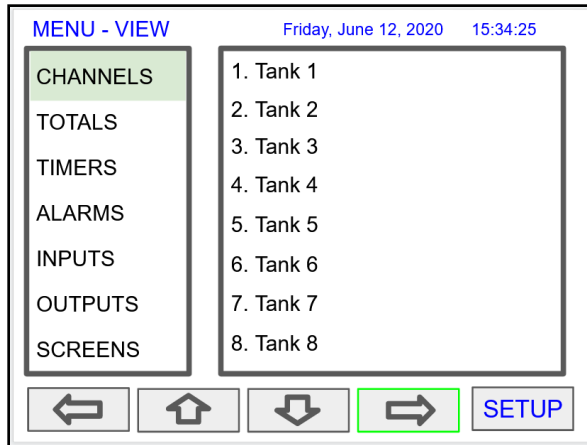 MENU - VIEW
Friday, June 12, 2020 15:34:25
CHANNELS
TOTALS
TIMERS
ALARMS
INPUTS
OUTPUTS
SCREENS
1. Tank 1
2. Tank 2
3. Tank 3
4. Tank 4
5. Tank 5
6. Tank 6
7. Tank 7
8. Tank 8
SETUP